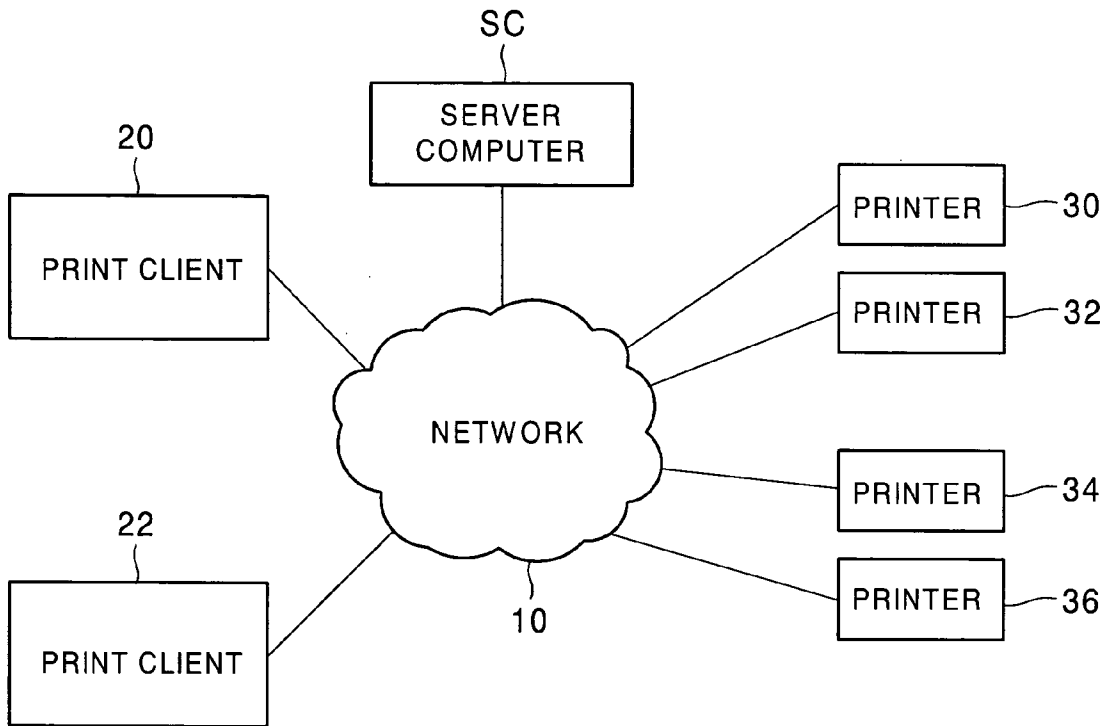 SC
SERVER
COMPUTER
20
PRINT CLIENT
PRINTER
30
PRINTER
32
NETWORK
PRINTER
34
22
PRINT CLIENT
10
PRINTER
36